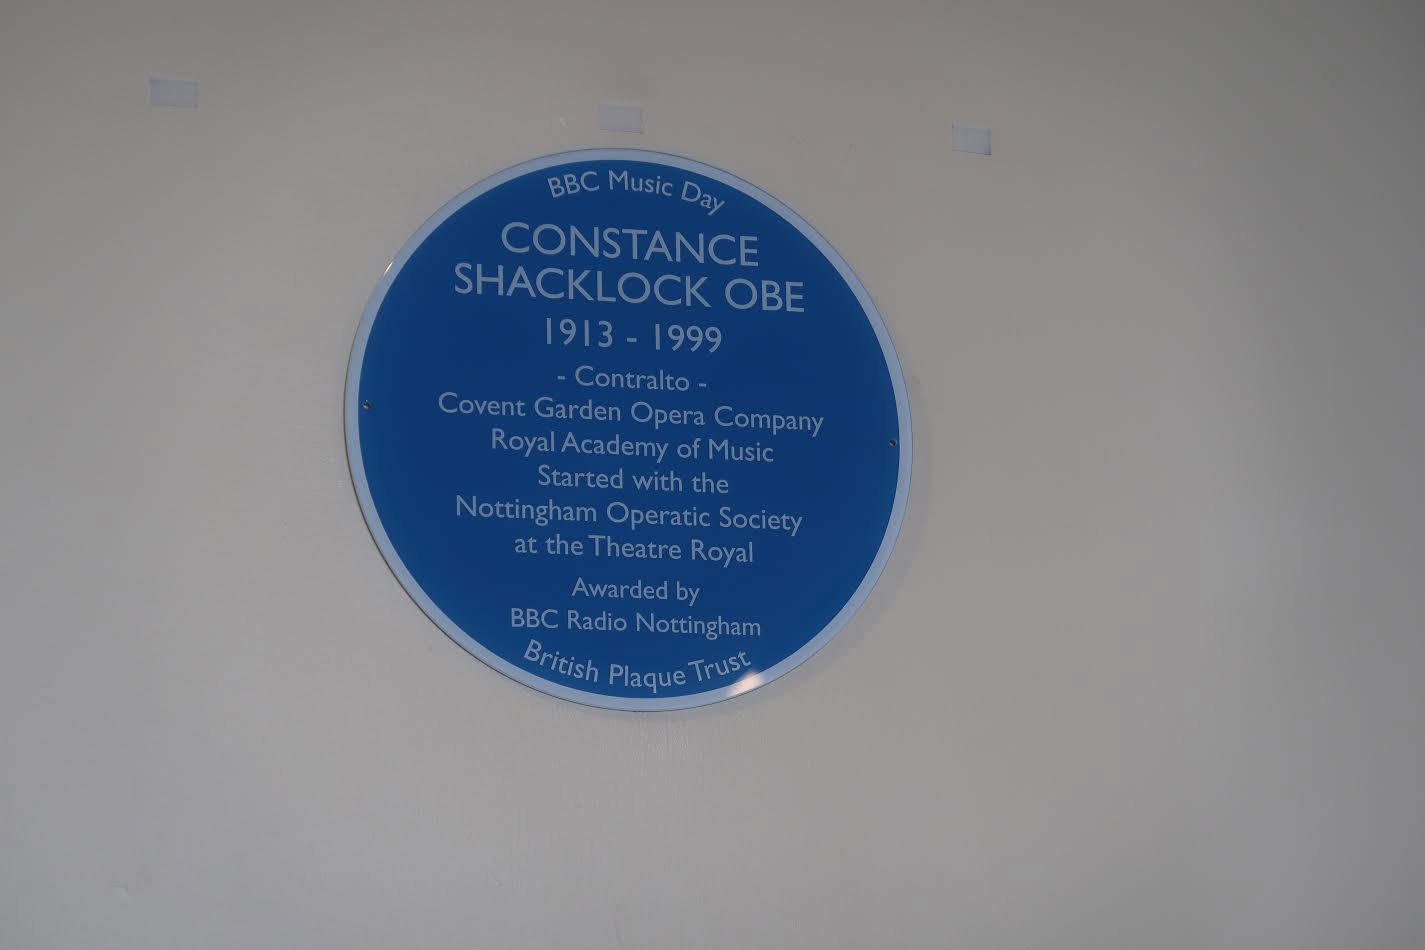 BBC Music Day
CONSTANCE
SHACKLOCK OBE
1913 - 1999
- Contralto -
Covent Garden Opera Company
Royal Academy of Music
Started with the
Nottingham Operatic Society
at the Theatre Royal
Awarded by
BBC Radio Nottingham
British Plaque Trust